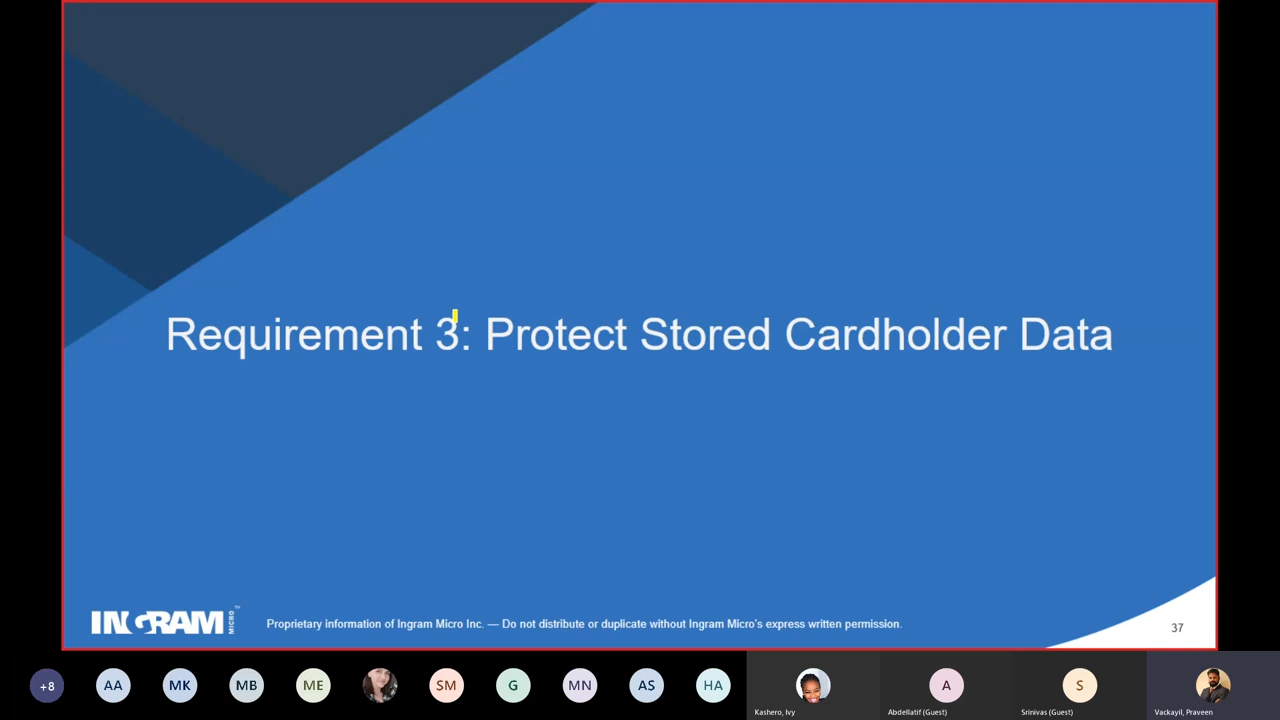 Requirement 3: Protect Stored Cardholder Data
INGRAM MICRO ™
Proprietary information of Ingram Micro Inc. — Do not distribute or duplicate without Ingram Micro's express written permission.
37
+8
AA
MK
MB
ME
SM
G
MN
AS
HA
A
S
Kashero, Ivy
Abdellatif (Guest)
Srinivas (Guest)
Vackayil, Praveen